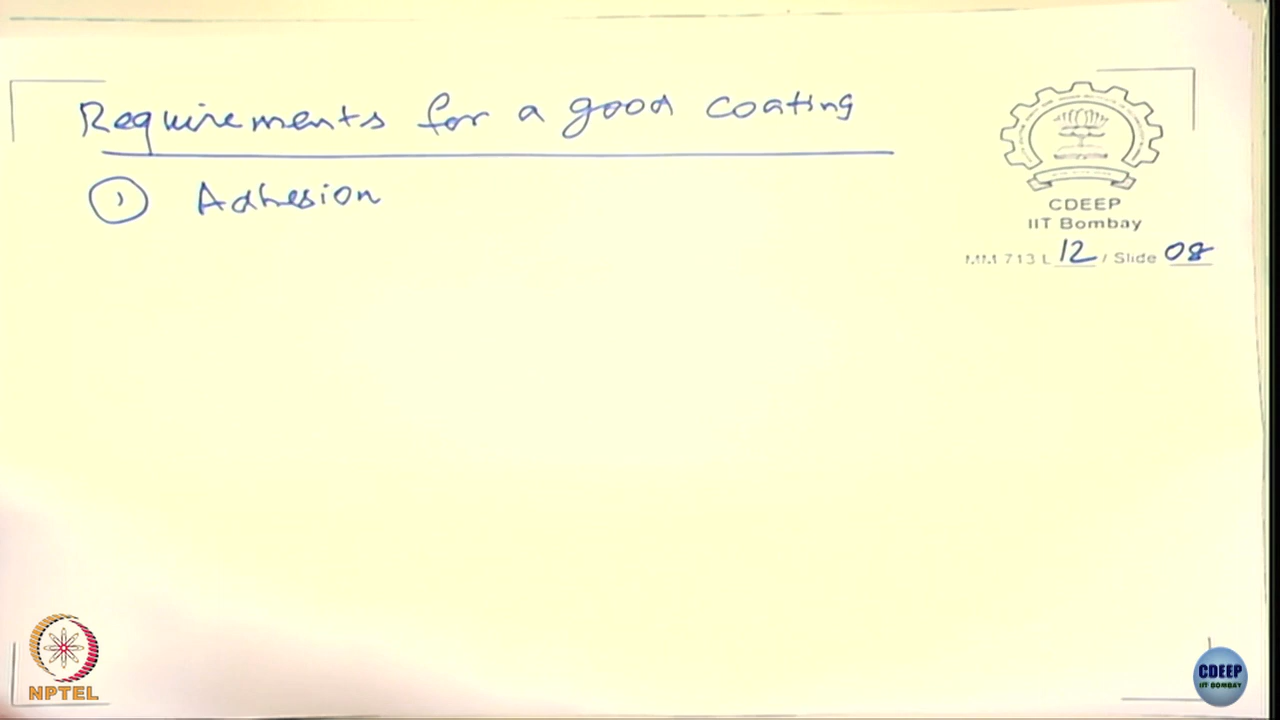 Requirements for a good coating
① Adhesion
CDEEP
IIT Bombay
MM 713 L 12 / Slide 08
NPTEL
CDEEP
IIT BOMBAY